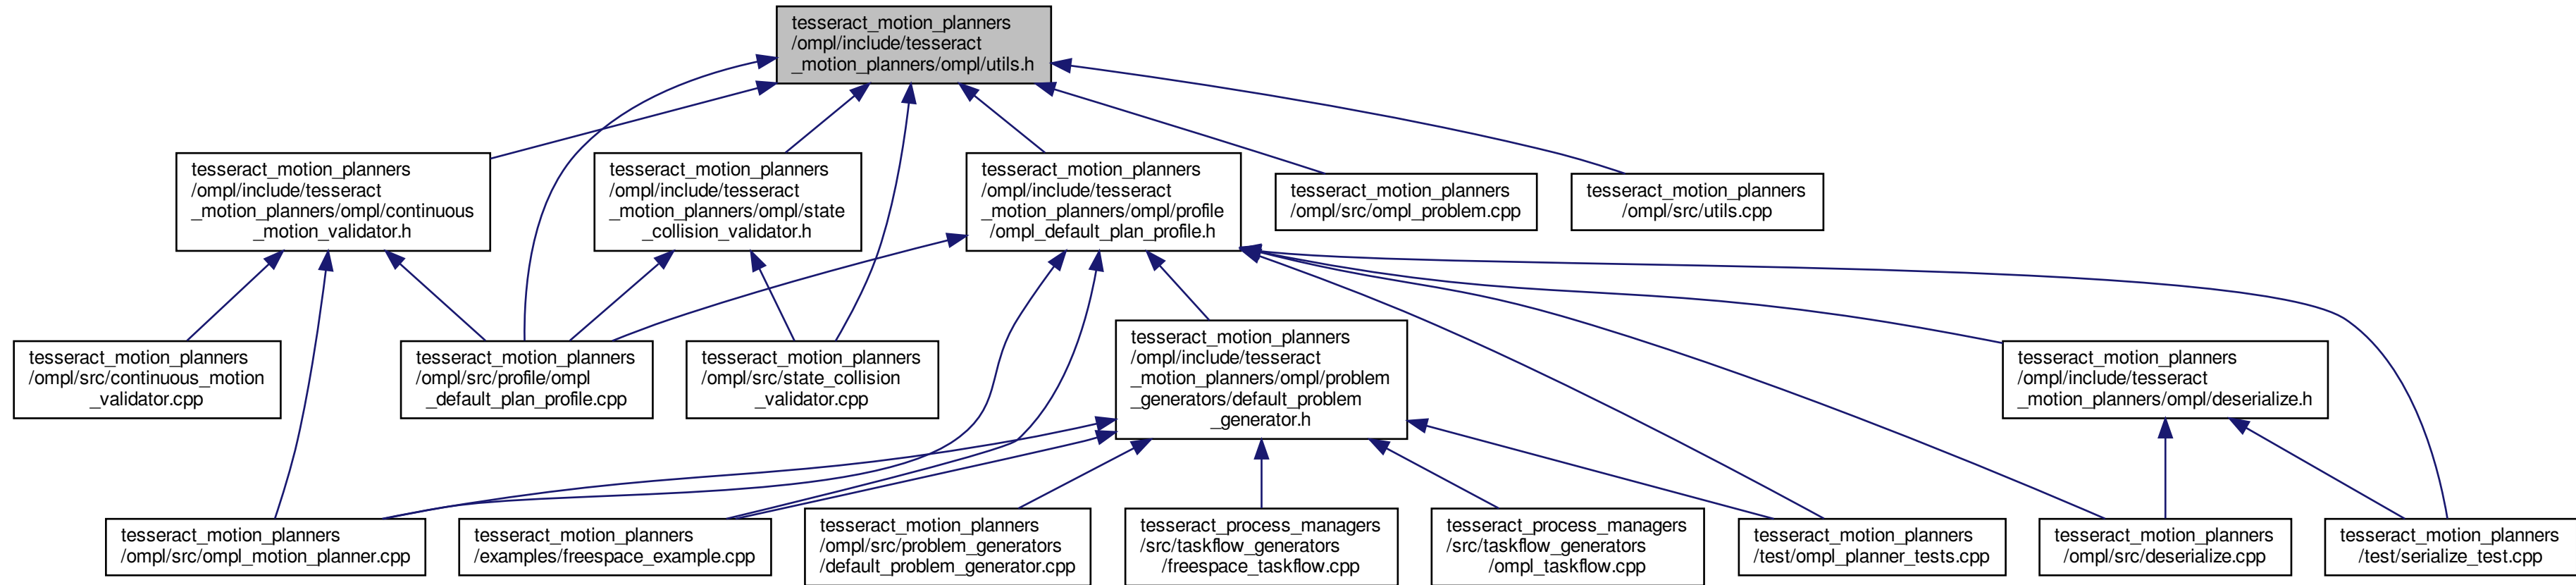 tesseract_motion_planners
/ompl/include/tesseract
_motion_planners/ompl/utils.h
tesseract_motion_planners
/ompl/include/tesseract
_motion_planners/ompl/continuous
_motion_validator.h
tesseract_motion_planners
/ompl/include/tesseract
_motion_planners/ompl/state
_collision_validator.h
tesseract_motion_planners
/ompl/include/tesseract
_motion_planners/ompl/profile
/ompl_default_plan_profile.h
tesseract_motion_planners
/ompl/src/ompl_problem.cpp
tesseract_motion_planners
/ompl/src/utils.cpp
tesseract_motion_planners
/ompl/src/continuous_motion
_validator.cpp
tesseract_motion_planners
/ompl/src/profile/ompl
_default_plan_profile.cpp
tesseract_motion_planners
/ompl/src/state_collision
_validator.cpp
tesseract_motion_planners
/ompl/include/tesseract
_motion_planners/ompl/problem
_generators/default_problem
_generator.h
tesseract_motion_planners
/ompl/include/tesseract
_motion_planners/ompl/deserialize.h
tesseract_motion_planners
/ompl/src/ompl_motion_planner.cpp
tesseract_motion_planners
/examples/freespace_example.cpp
tesseract_motion_planners
/ompl/src/problem_generators
/default_problem_generator.cpp
tesseract_process_managers
/src/taskflow_generators
/freespace_taskflow.cpp
tesseract_process_managers
/src/taskflow_generators
/ompl_taskflow.cpp
tesseract_motion_planners
/test/ompl_planner_tests.cpp
tesseract_motion_planners
/ompl/src/deserialize.cpp
tesseract_motion_planners
/test/serialize_test.cpp